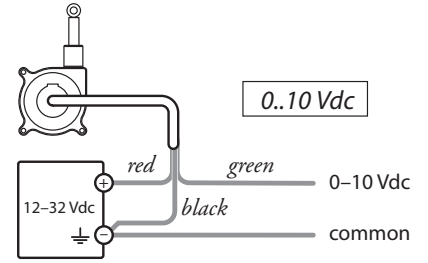 0..10 Vdc
red
green
0–10 Vdc
12–32 Vdc
+
black
−
common